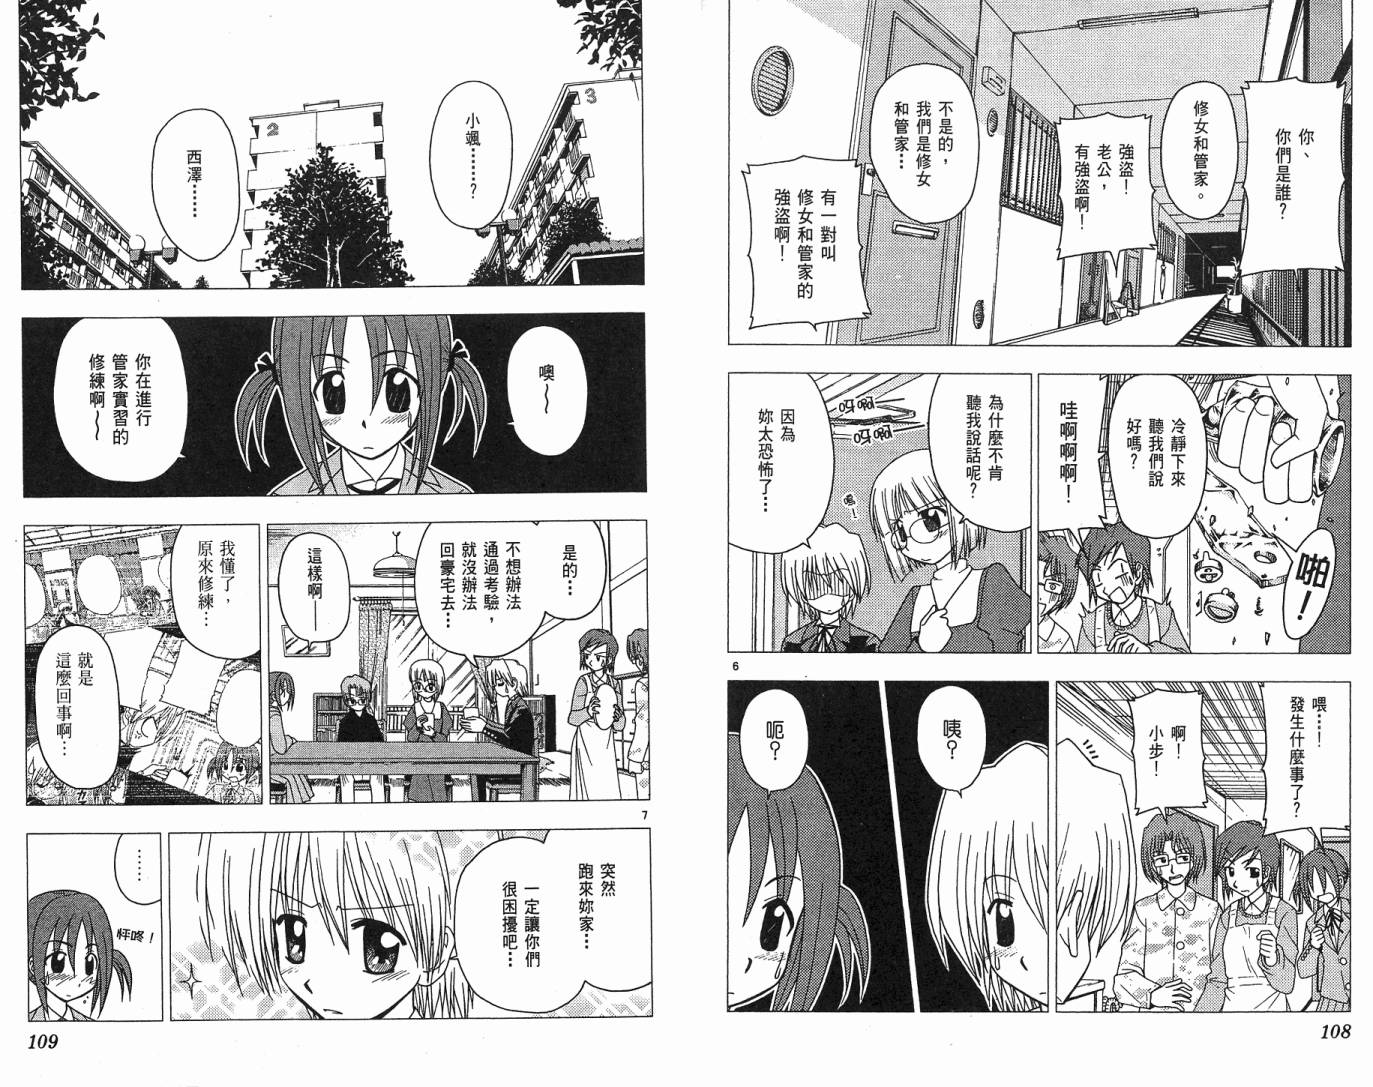 你、
你們是誰?
修女和管家。
強盜!
老公,
有強盜啊!
不是的,
我們是修女
和管家…
有一對叫
修女和管家的
強盜啊!
啪!
冷靜下來
聽我們說
好嗎?
哇啊啊啊!
為什麼不肯
聽我說話呢?
因為
妳太恐怖了…
6
喂…!
發生什麼事了?
啊!
小步!
咦?
呃?
108
小颯……?
西澤……
3
2
噢~
你在進行
管家實習的
修練啊~
是的…
不想辦法
通過考驗,
就沒辦法
回豪宅去…
這樣啊—
我懂了,
原來修練…
就是
這麼回事啊…
7
突然
跑來妳家…
一定讓你們
很困擾吧…
……
怦咚!
109